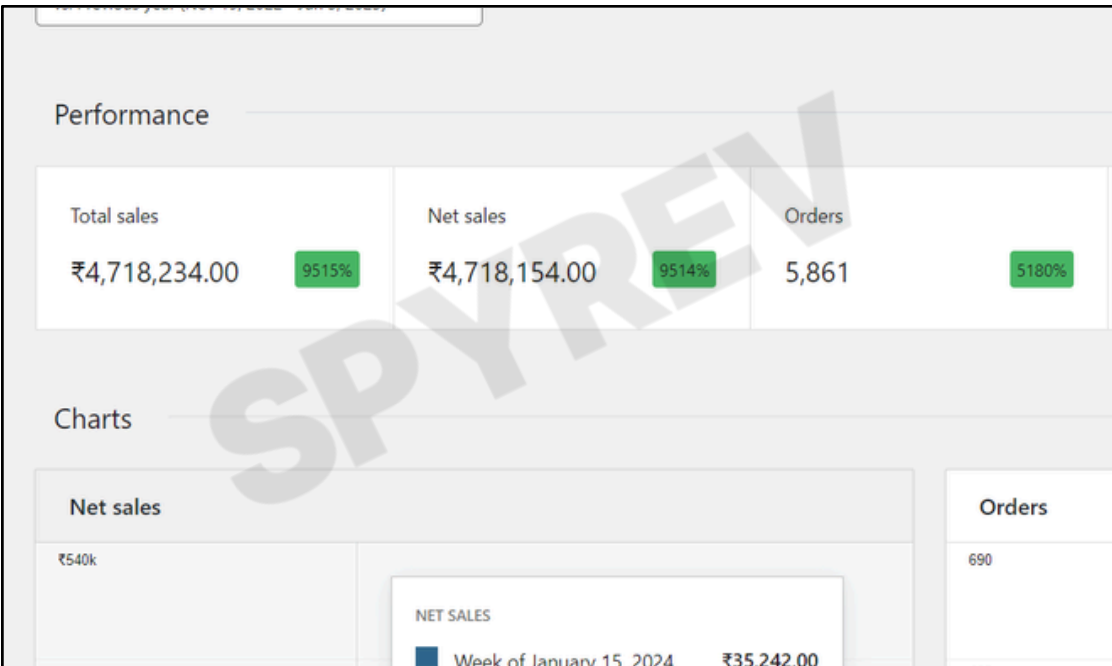 Performance
Total sales
₹4,718,234.00 9515%
Net sales
₹4,718,154.00 9514%
Orders
5,861 5180%
SPYREV
Charts
Net sales
₹540k
NET SALES
Week of January 15, 2024 ₹35,242.00
Orders
690